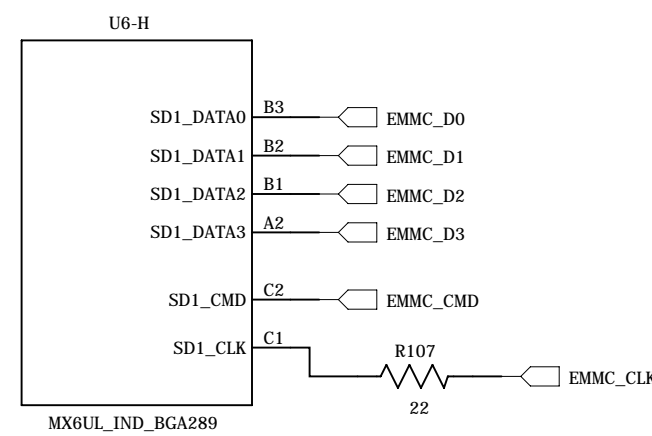 U6-H
SD1_DATA0 B3 EMMC_D0
SD1_DATA1 B2 EMMC_D1
SD1_DATA2 B1 EMMC_D2
SD1_DATA3 A2 EMMC_D3
SD1_CMD C2 EMMC_CMD
SD1_CLK C1
R107
EMMC_CLK
22
MX6UL_IND_BGA289